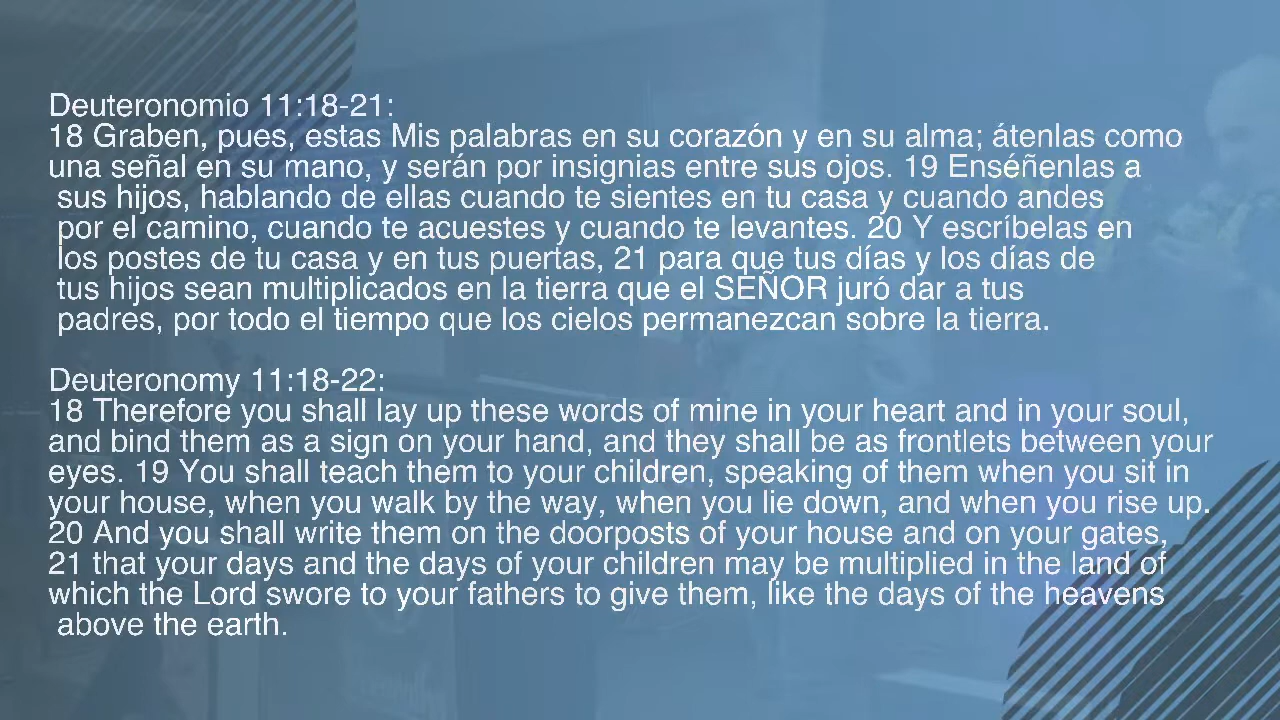 Deuteronomio 11:18-21:
18 Graben, pues, estas Mis palabras en su corazón y en su alma; átenlas como
una señal en su mano, y serán por insignias entre sus ojos. 19 Enséñenlas a
sus hijos, hablando de ellas cuando te sientes en tu casa y cuando andes
por el camino, cuando te acuestes y cuando te levantes. 20 Y escríbelas en
los postes de tu casa y en tus puertas, 21 para que tus días y los días de
tus hijos sean multiplicados en la tierra que el SEÑOR juró dar a tus
padres, por todo el tiempo que los cielos permanezcan sobre la tierra.
Deuteronomy 11:18-22:
18 Therefore you shall lay up these words of mine in your heart and in your soul,
and bind them as a sign on your hand, and they shall be as frontlets between your
eyes. 19 You shall teach them to your children, speaking of them when you sit in
your house, when you walk by the way, when you lie down, and when you rise up.
20 And you shall write them on the doorposts of your house and on your gates,
21 that your days and the days of your children may be multiplied in the land of
which the Lord swore to your fathers to give them, like the days of the heavens
above the earth.